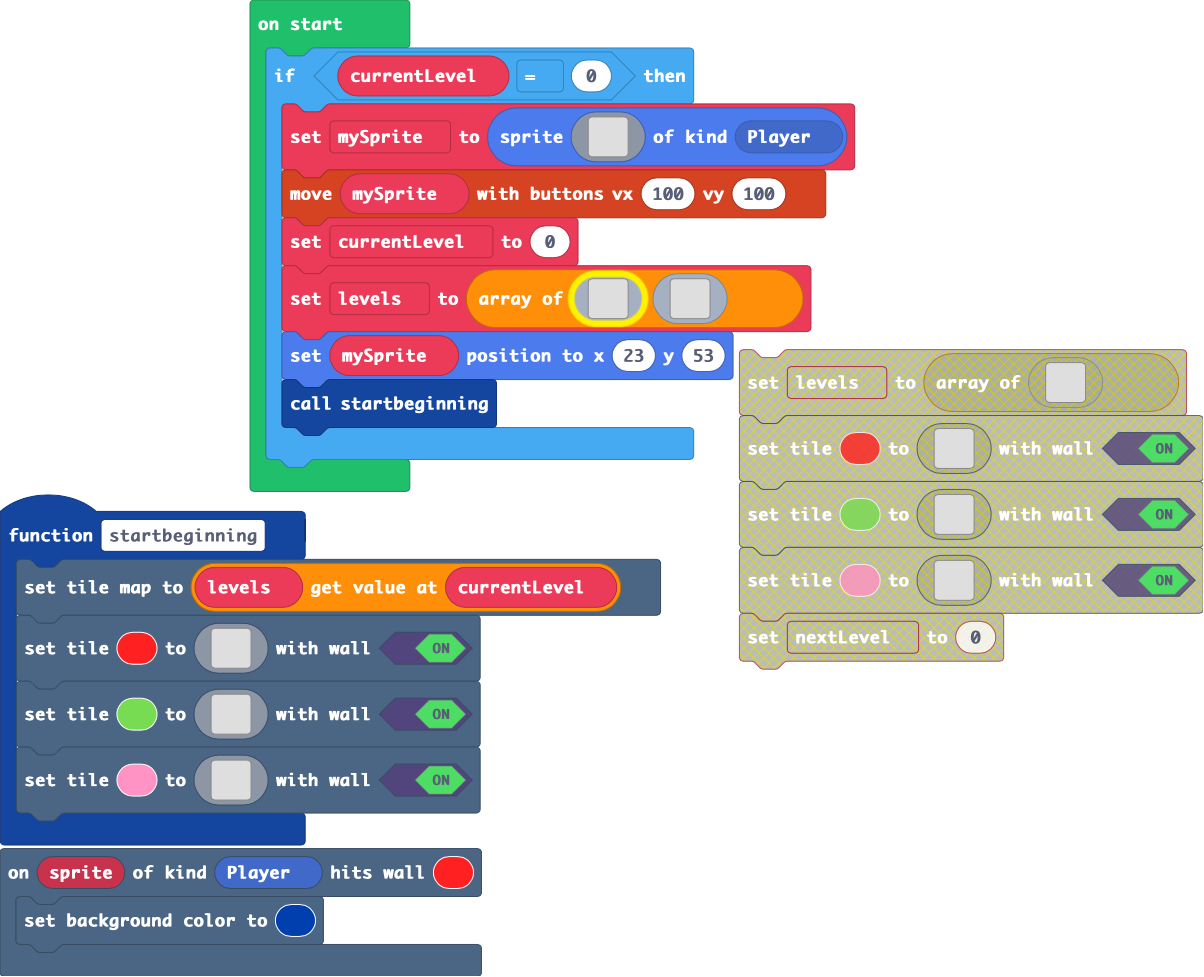 on start
if currentLevel = 0 then
set mySprite to sprite of kind Player
move mySprite with buttons vx 100 vy 100
set currentLevel to 0
set levels to array of
set mySprite position to x 23 y 53
call startbeginning
set levels to array of
set tile to with wall ON
set tile to with wall ON
set tile to with wall ON
set nextLevel to 0
function startbeginning
set tile map to levels get value at currentLevel
set tile to with wall ON
set tile to with wall ON
set tile to with wall ON
on sprite of kind Player hits wall
set background color to